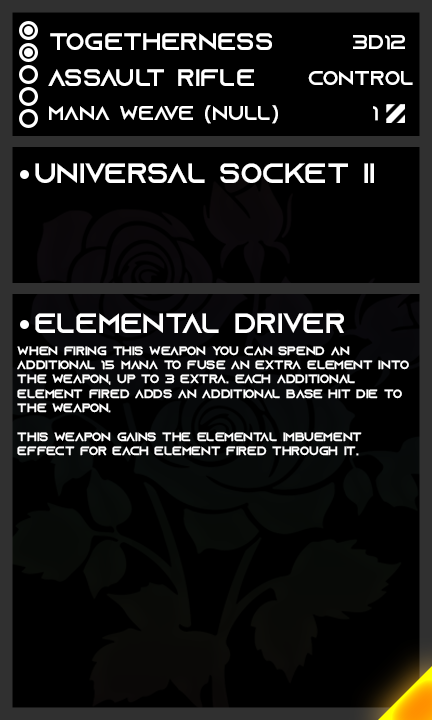 TOGETHERNESS 3D12
ASSAULT RIFLE CONTROL
MANA WEAVE (NULL) 1
•UNIVERSAL SOCKET II
•ELEMENTAL DRIVER
WHEN FIRING THIS WEAPON YOU CAN SPEND AN
ADDITIONAL 15 MANA TO FUSE AN EXTRA ELEMENT INTO
THE WEAPON, UP TO 3 EXTRA. EACH ADDITIONAL
ELEMENT FIRED ADDS AN ADDITIONAL BASE HIT DIE TO
THE WEAPON.
THIS WEAPON GAINS THE ELEMENTAL IMBUEMENT
EFFECT FOR EACH ELEMENT FIRED THROUGH IT.